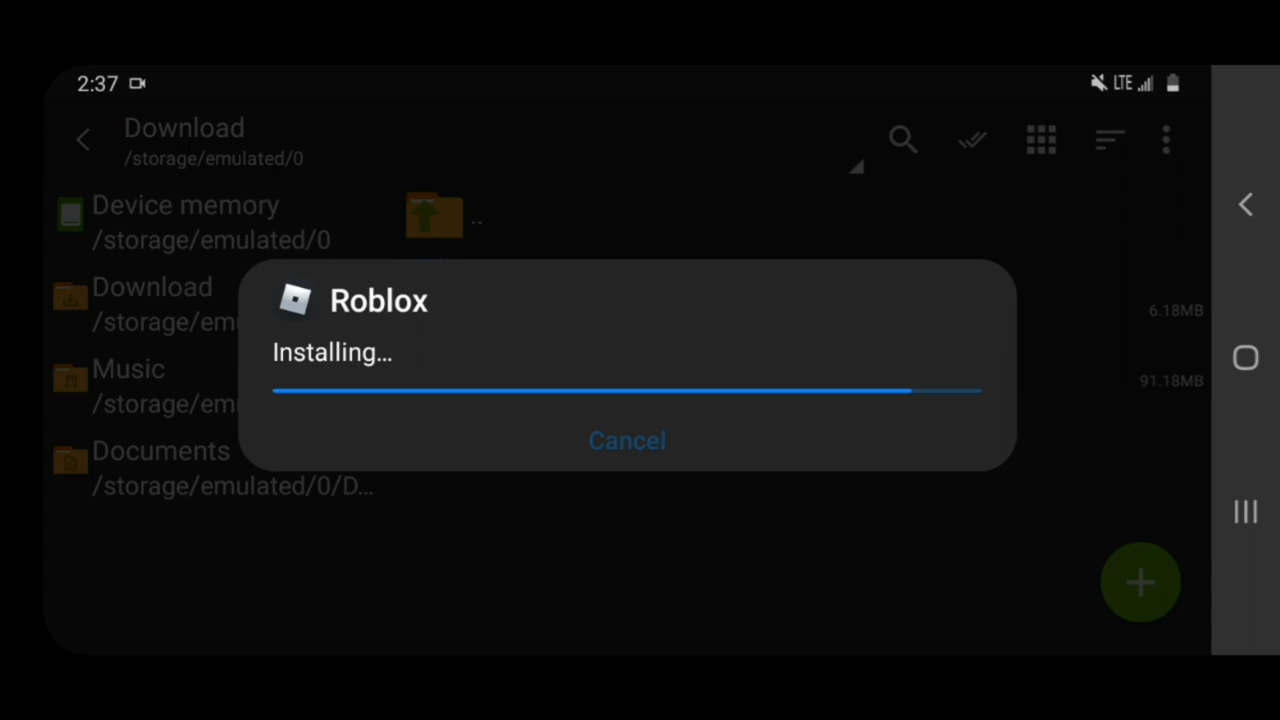 2:37
LTE
Download
/storage/emulated/0
Device memory
/storage/emulated/0
..
Download
/storage/emu
6.18MB
Music
/storage/em
91.18MB
Documents
/storage/emulated/0/D...
Roblox
Installing...
Cancel